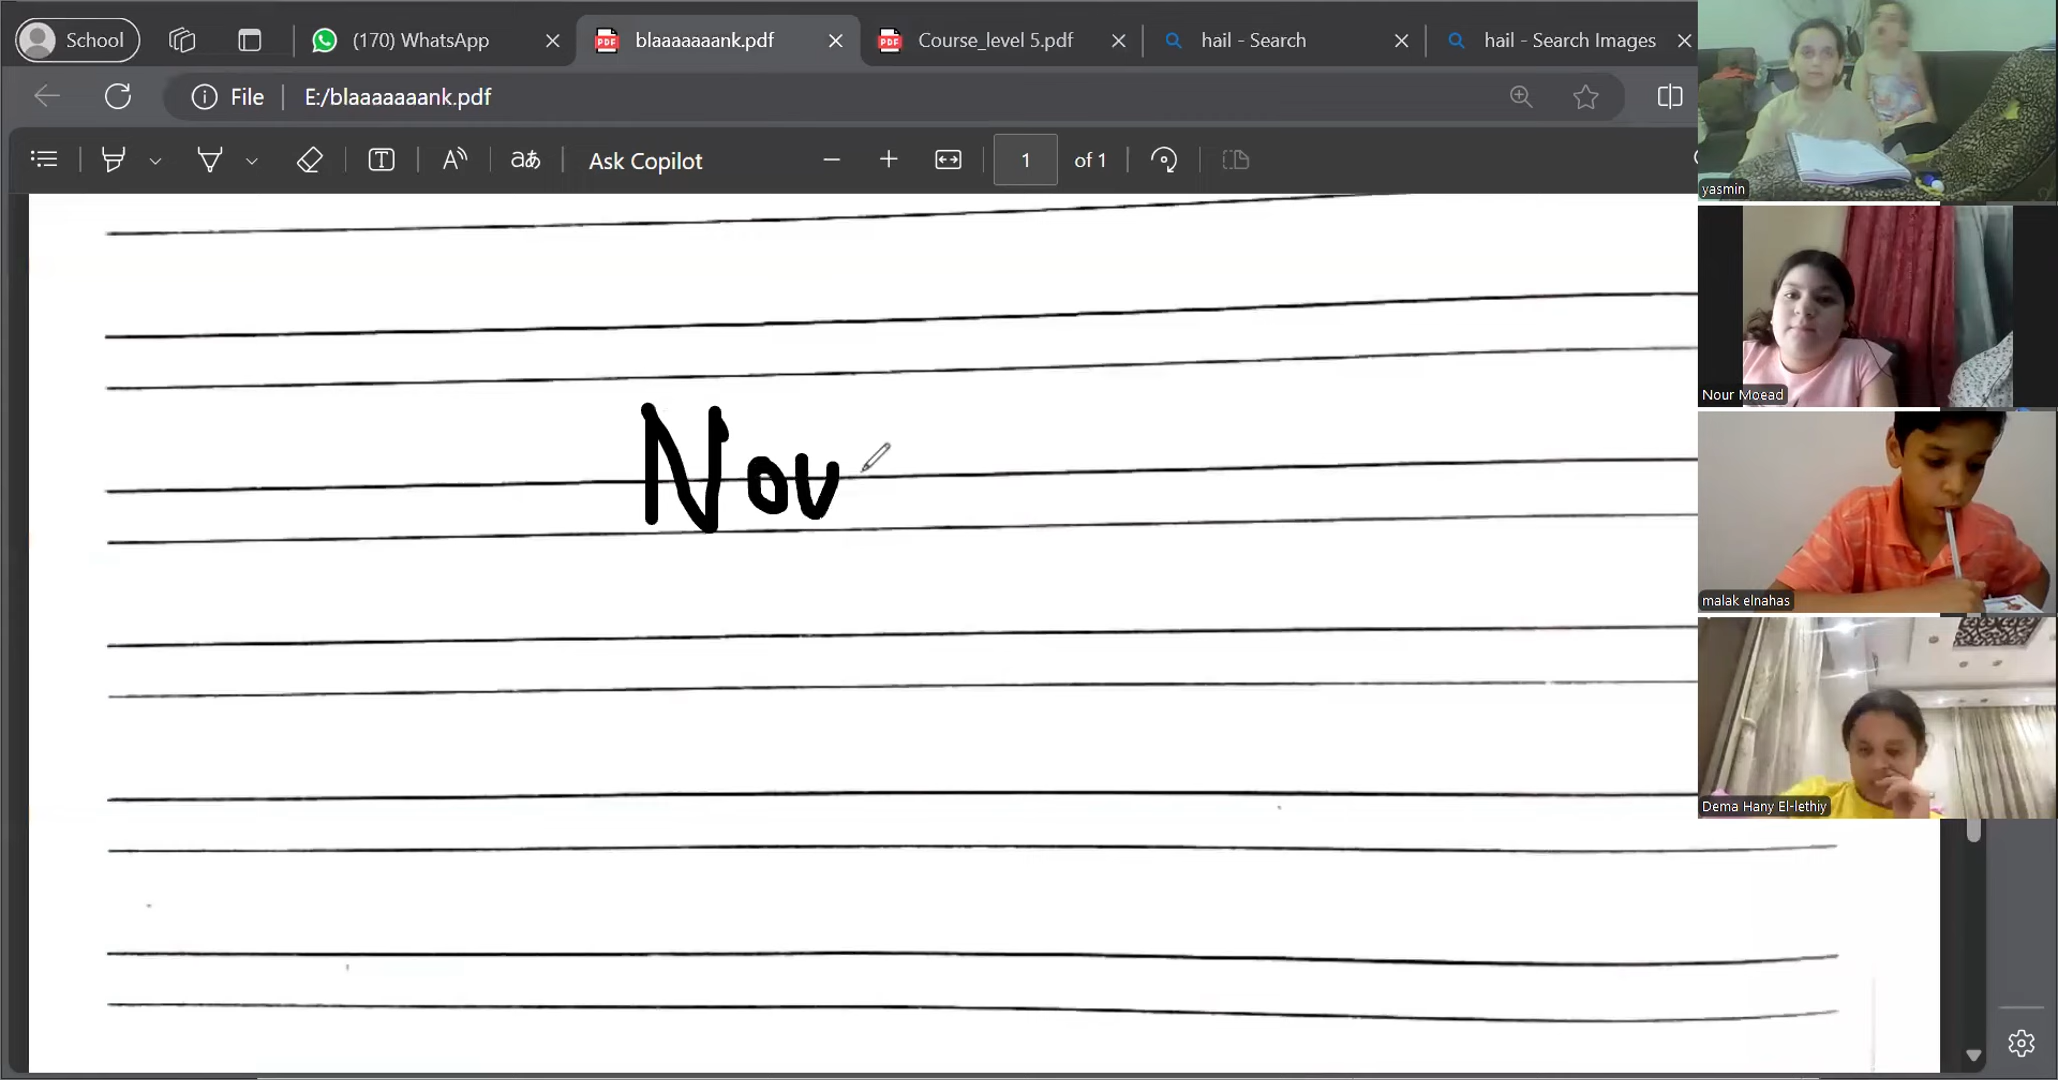 School
(170) WhatsApp
blaaaaaaank.pdf
Course_level 5.pdf
hail - Search
hail - Search Images
File
E:/blaaaaaaank.pdf
Ask Copilot
1
of 1
Nov
yasmin
Nour Moead
malak elnahas
Dema Hany El-lethiy